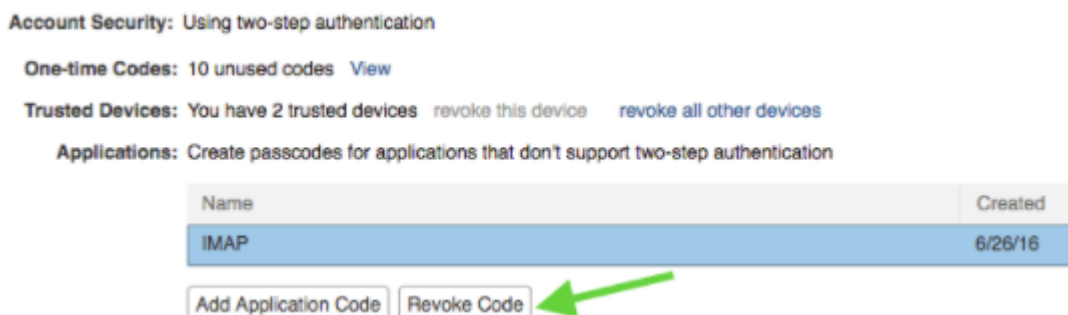 Account Security: Using two-step authentication
One-time Codes: 10 unused codes View
Trusted Devices: You have 2 trusted devices revoke this device revoke all other devices
Applications: Create passcodes for applications that don't support two-step authentication
Name Created
IMAP 6/26/16
Add Application Code Revoke Code